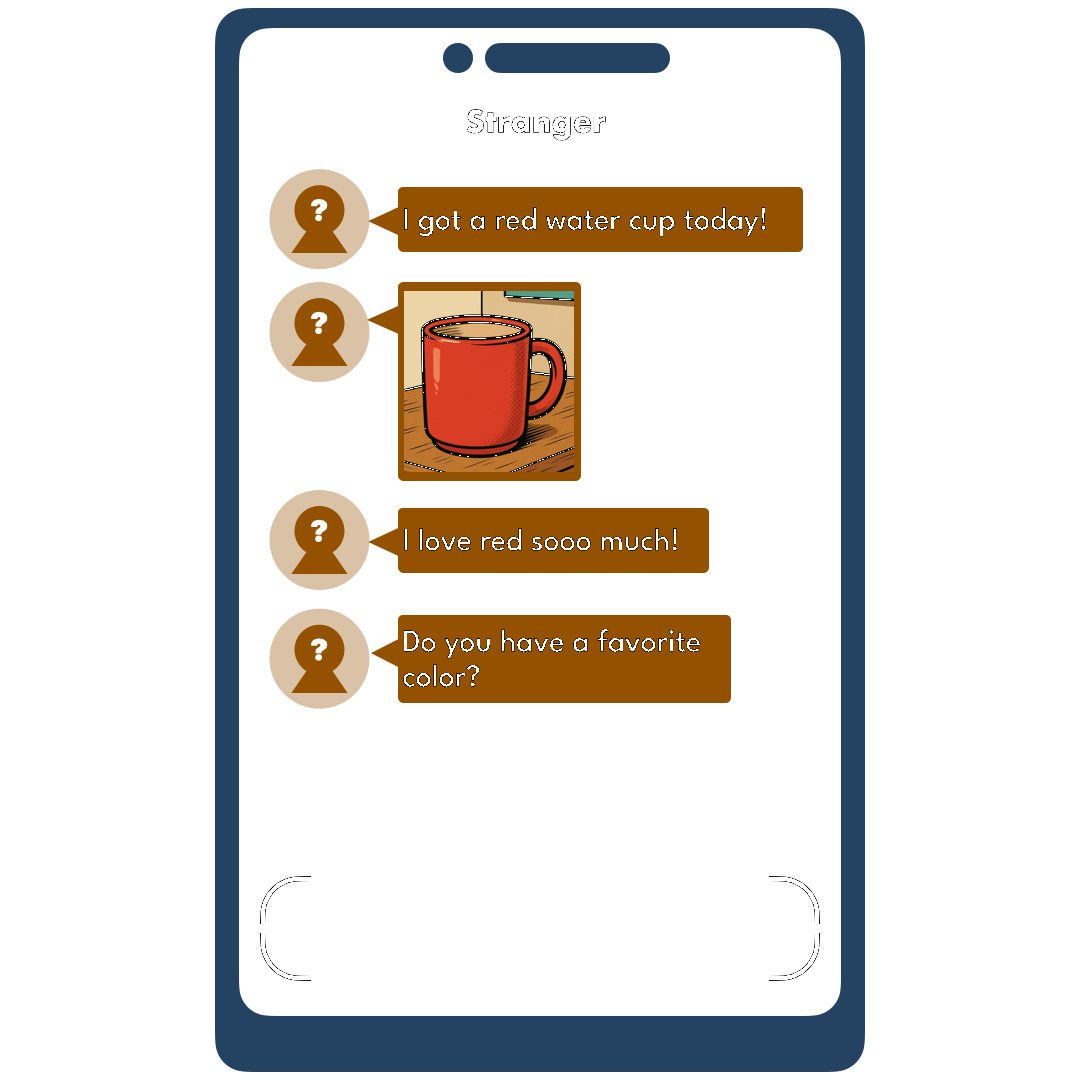 Stranger
?
I got a red water cup today!
?
?
I love red sooo much!
?
Do you have a favorite
color?